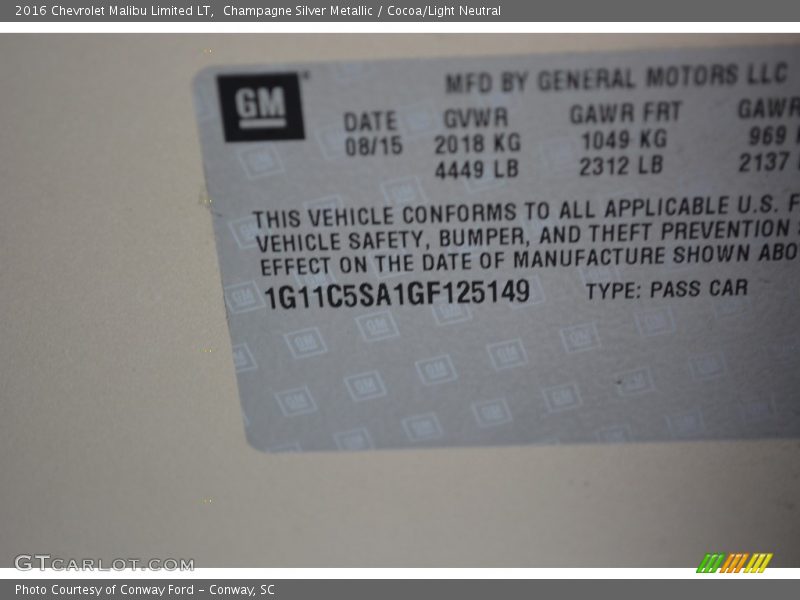 2016 Chevrolet Malibu Limited LT,  Champagne Silver Metallic / Cocoa/Light Neutral
GM
MFD BY GENERAL MOTORS LLC
DATE GVWR GAWR FRT GAWR
08/15 2018 KG 1049 KG 969
4449 LB 2312 LB 2137
THIS VEHICLE CONFORMS TO ALL APPLICABLE U.S.
VEHICLE SAFETY, BUMPER, AND THEFT PREVENTION
EFFECT ON THE DATE OF MANUFACTURE SHOWN ABO
1G11C5SA1GF125149 TYPE: PASS CAR
GTCARLOT.COM
Photo Courtesy of Conway Ford – Conway, SC